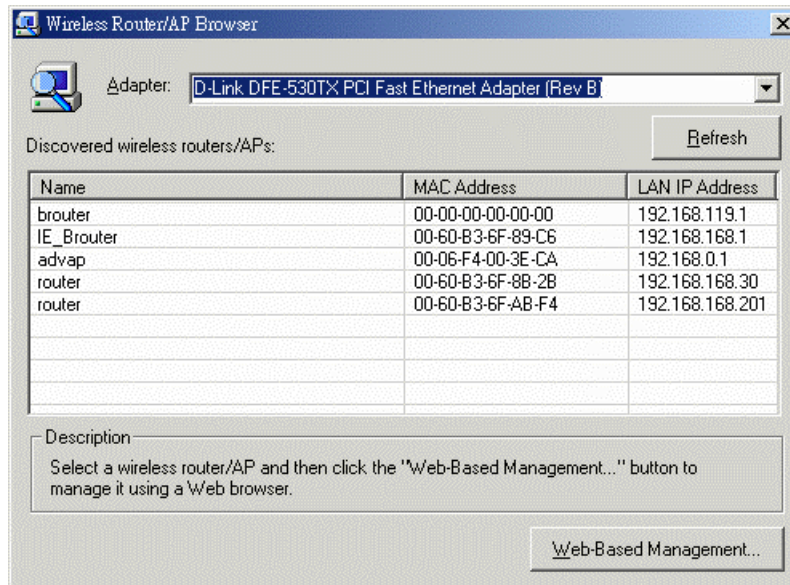 Wireless Router/AP Browser
Adapter: D-Link DFE-530TX PCI Fast Ethernet Adapter (Rev B)
Refresh
Discovered wireless routers/APs:
Name MAC Address LAN IP Address
brouter 00-00-00-00-00-00 192.168.119.1
IE_Brouter 00-60-B3-6F-89-C6 192.168.168.1
advap 00-06-F4-00-3E-CA 192.168.0.1
router 00-60-B3-6F-8B-2B 192.168.168.30
router 00-60-B3-6F-AB-F4 192.168.168.201
Description
Select a wireless router/AP and then click the "Web-Based Management..." button to
manage it using a Web browser.
Web-Based Management...